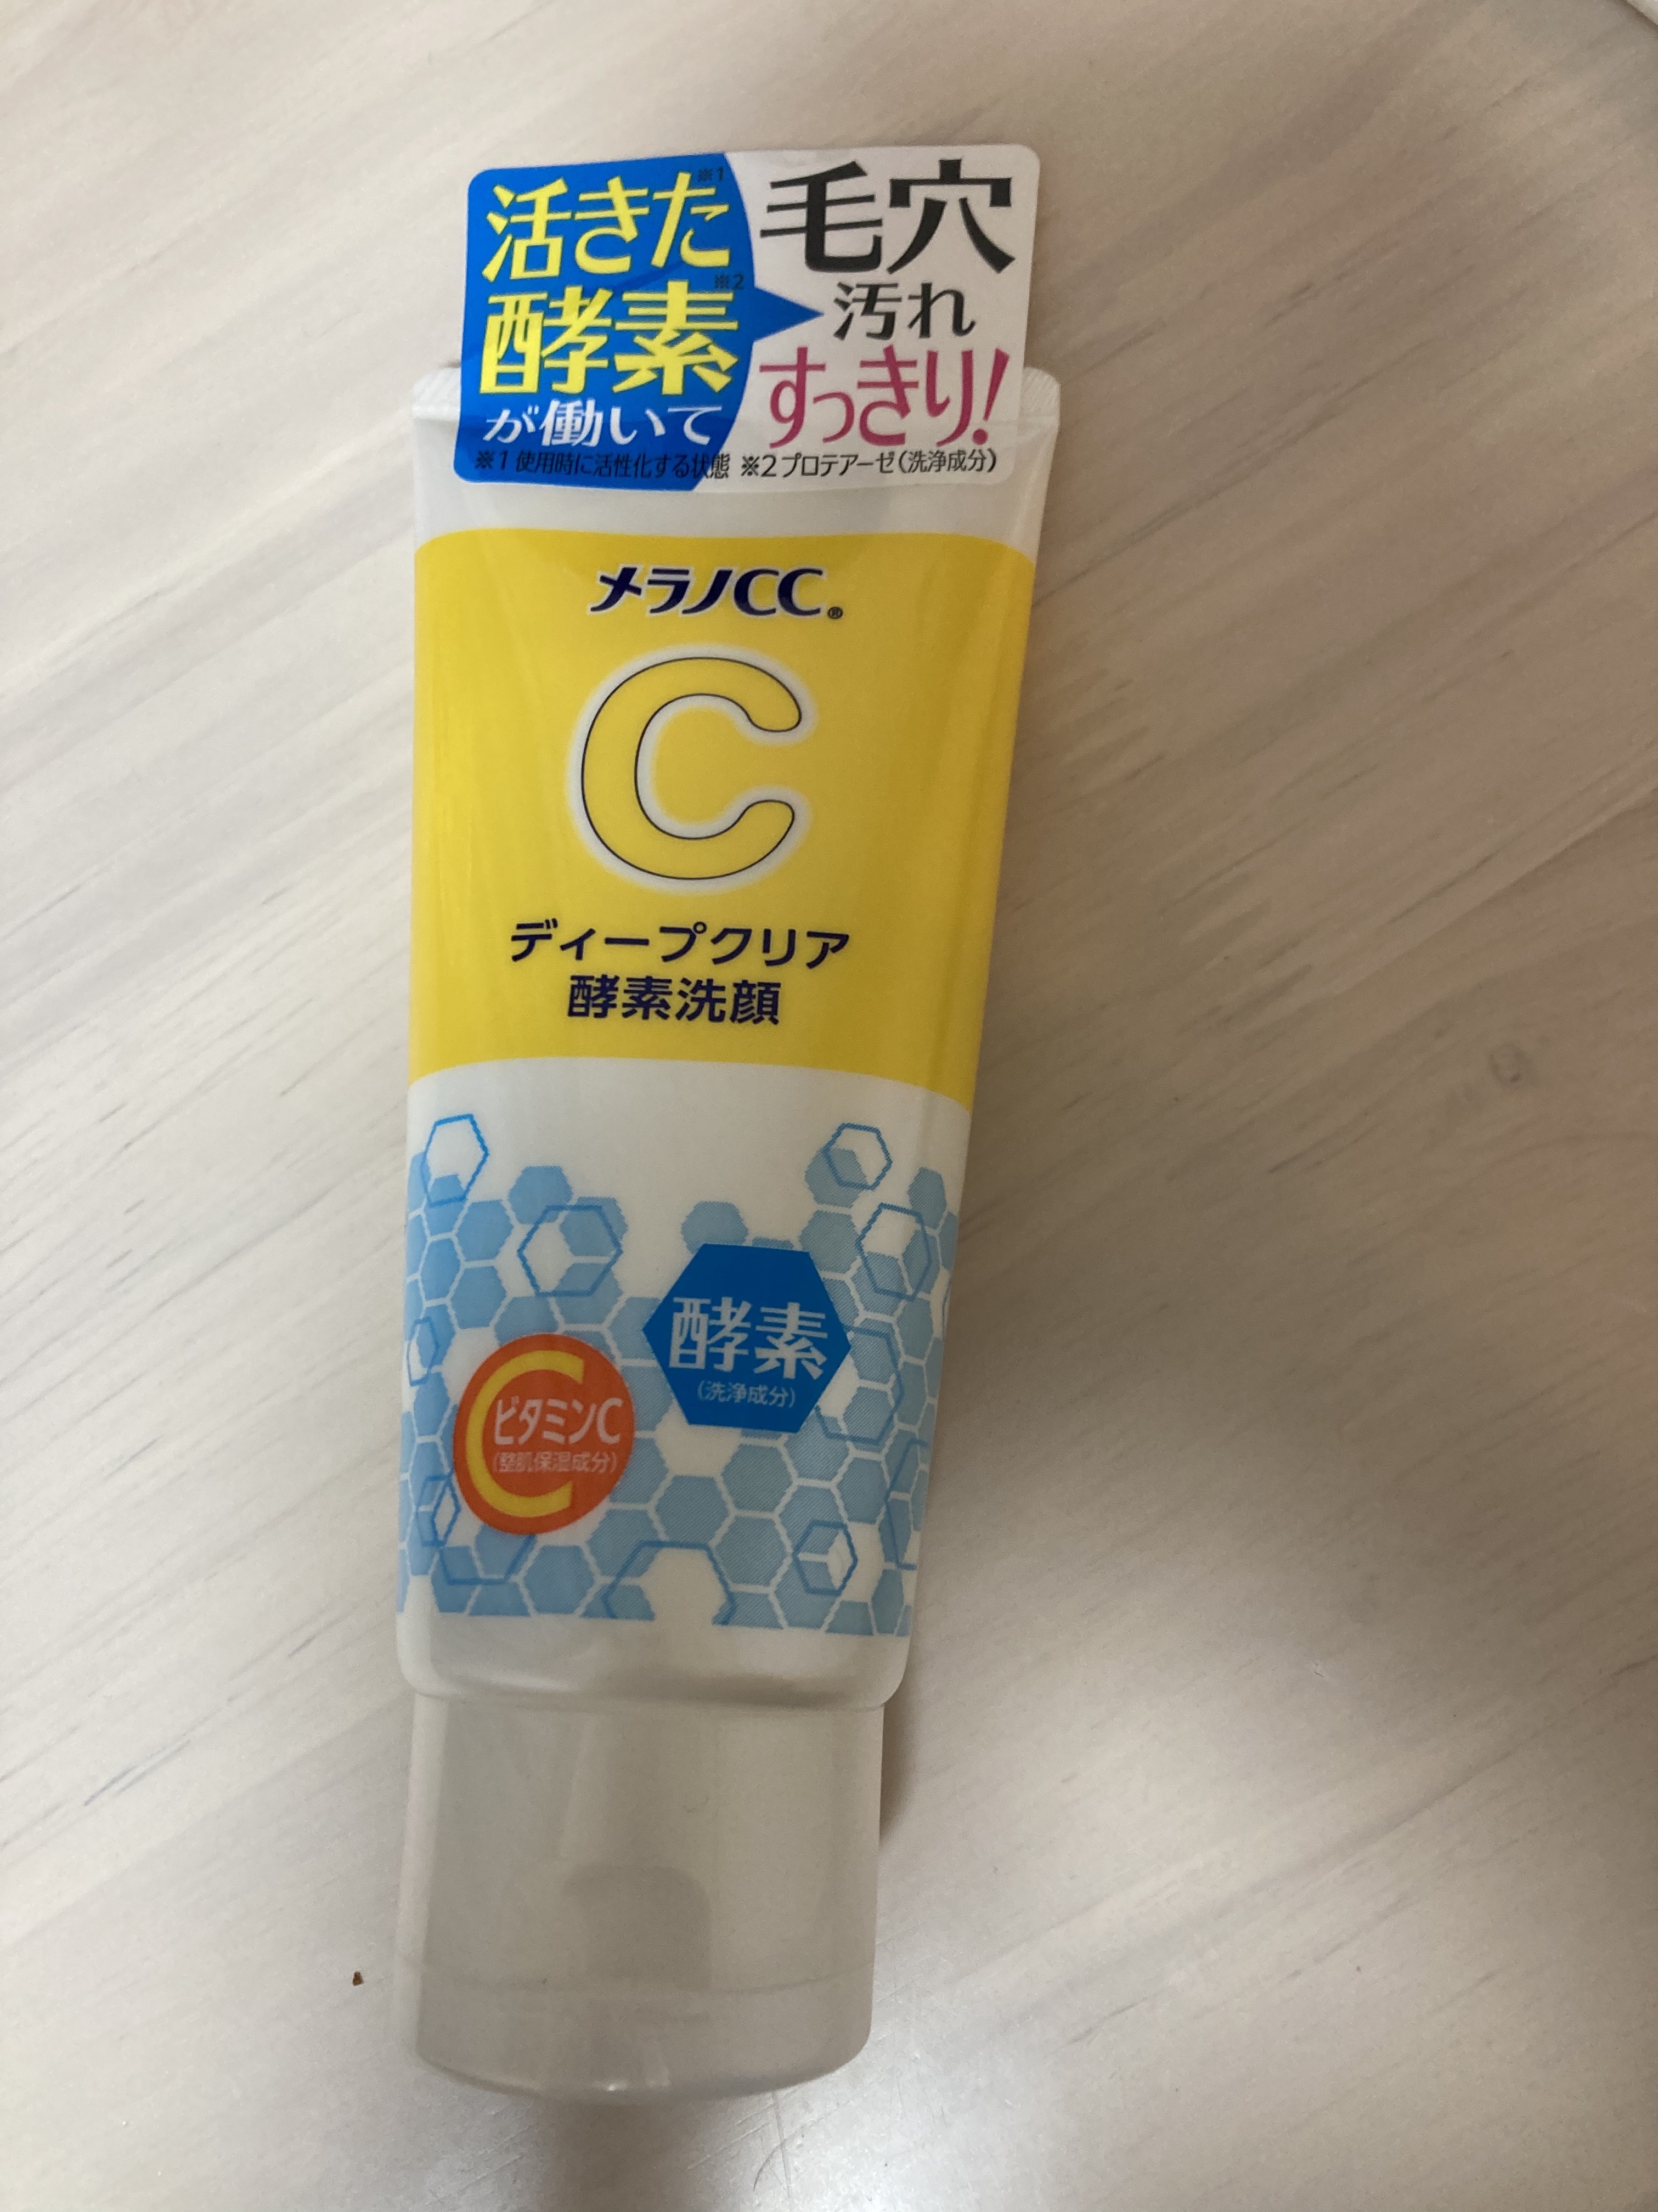 活きた※1
酵素※2
が働いて
毛穴
汚れ
すっきり!
※1 使用時に活性化する状態 ※2 プロテアーゼ(洗浄成分)
メラノCC®
C
ディープクリア
酵素洗顔
酵素
(洗浄成分)
C
ビタミンC
(整肌保湿成分)